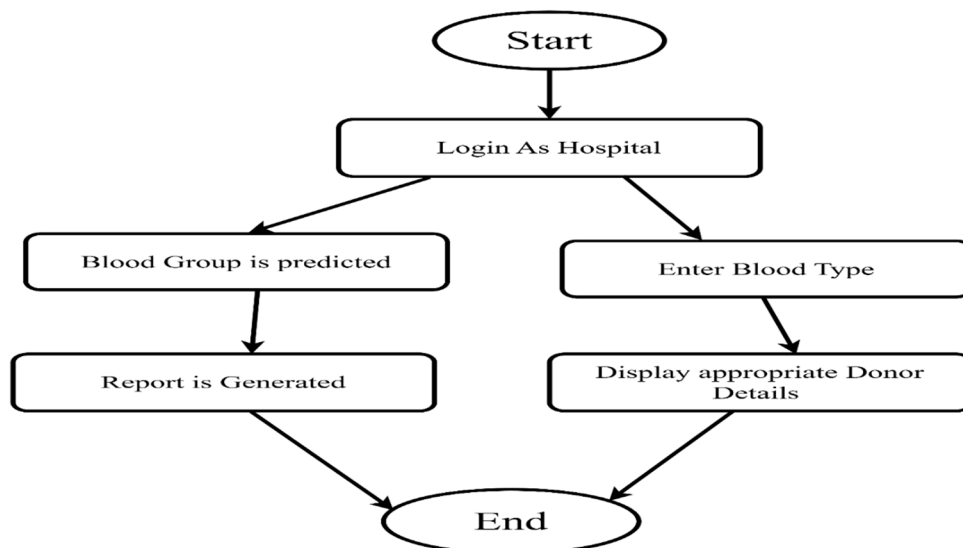 Start
Login As Hospital
Blood Group is predicted
Enter Blood Type
Report is Generated
Display appropriate Donor
Details
End